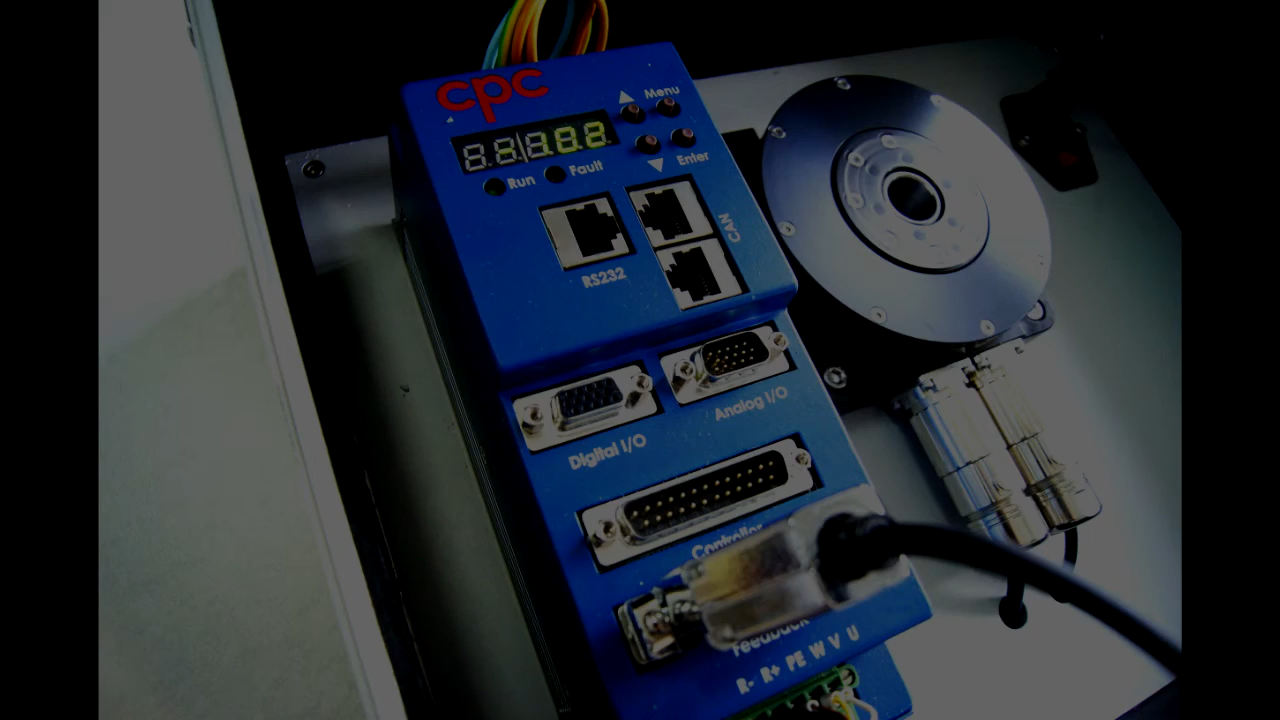 cpc
Menu
Enter
Run Fault
CAN
RS232
Analog I/O
Digital I/O
Controller
Feedback
R- R+ PE W V U